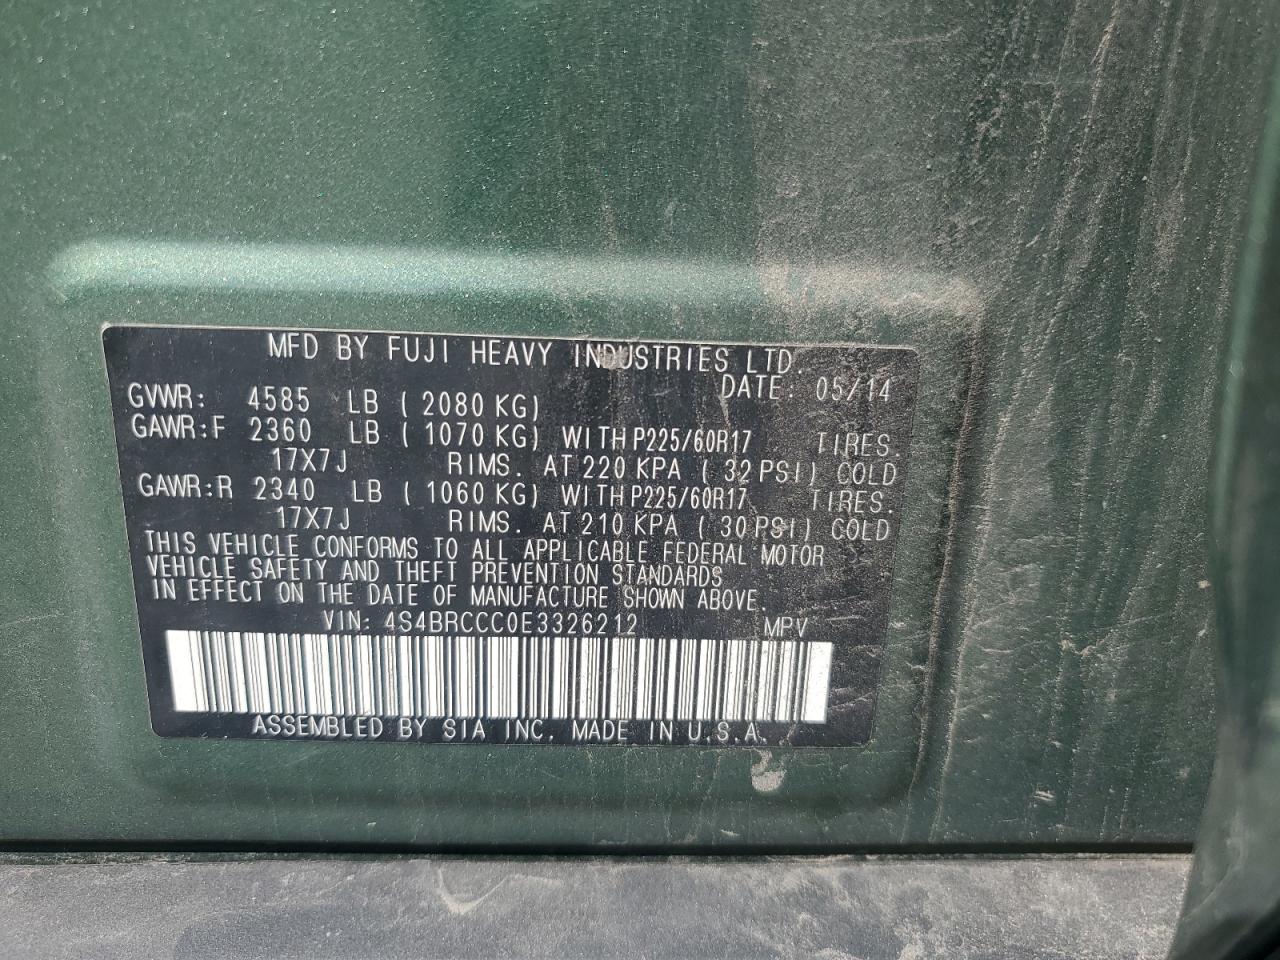 MFD BY FUJI HEAVY INDUSTRIES LTD.
DATE: 05/14
GVWR: 4585 LB ( 2080 KG)
GAWR:F 2360 LB ( 1070 KG) WITH P225/60R17 TIRES.
17X7J RIMS. AT 220 KPA ( 32 PSI) COLD
GAWR:R 2340 LB ( 1060 KG) WITH P225/60R17 TIRES.
17X7J RIMS. AT 210 KPA ( 30 PSI) COLD
THIS VEHICLE CONFORMS TO ALL APPLICABLE FEDERAL MOTOR
VEHICLE SAFETY AND THEFT PREVENTION STANDARDS
IN EFFECT ON THE DATE OF MANUFACTURE SHOWN ABOVE.
VIN: 4S4BRCCC0E3326212 MPV
ASSEMBLED BY SIA INC. MADE IN U.S.A.